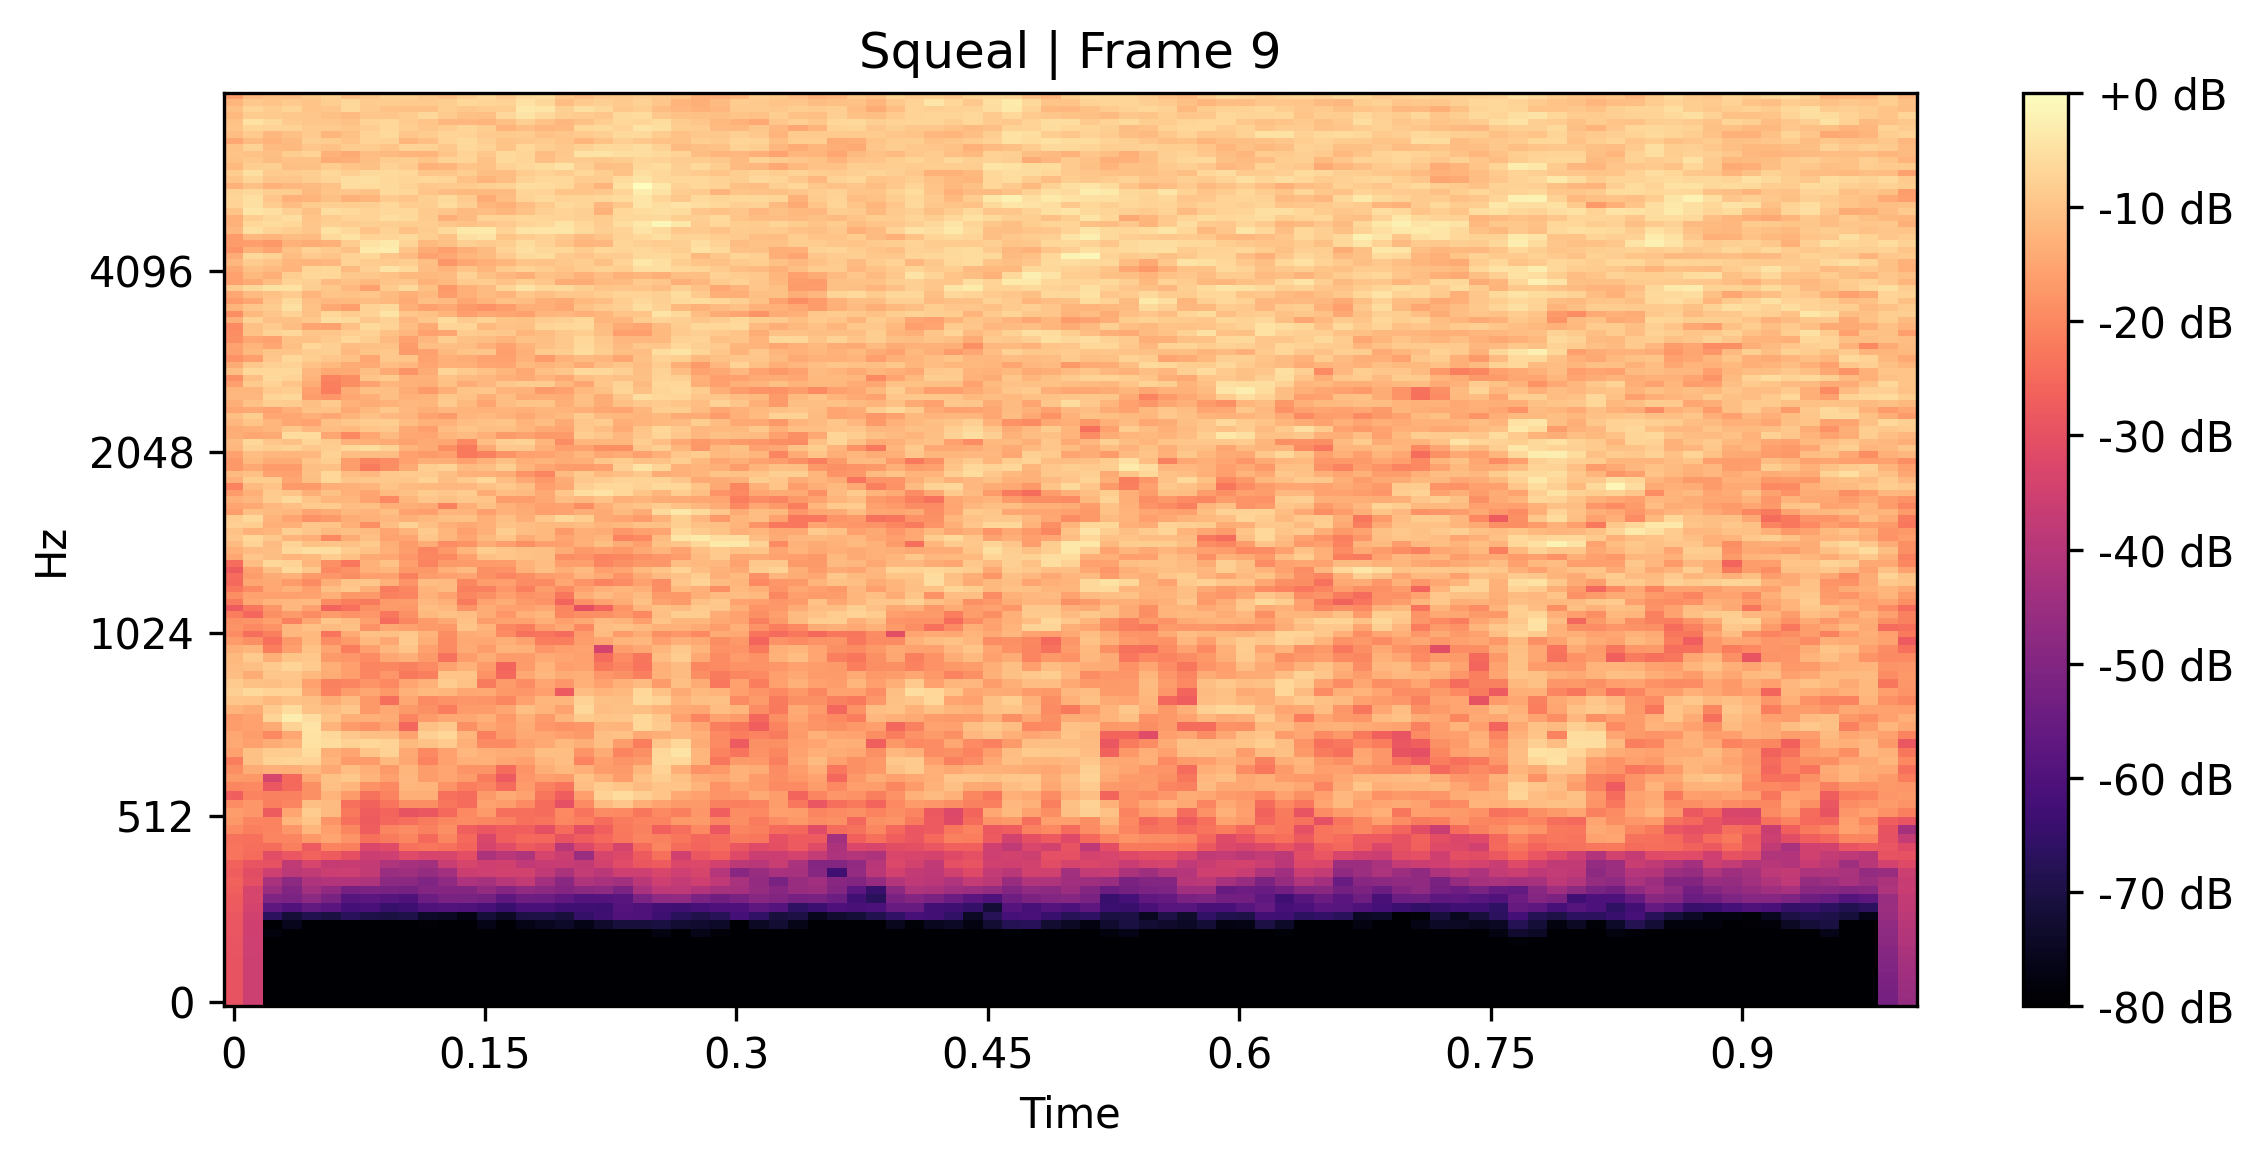 Squeal | Frame 9
+0 dB
-10 dB
-20 dB
-30 dB
-40 dB
-50 dB
-60 dB
-70 dB
-80 dB
Hz
4096
2048
1024
512
0
0 0.15 0.3 0.45 0.6 0.75 0.9
Time